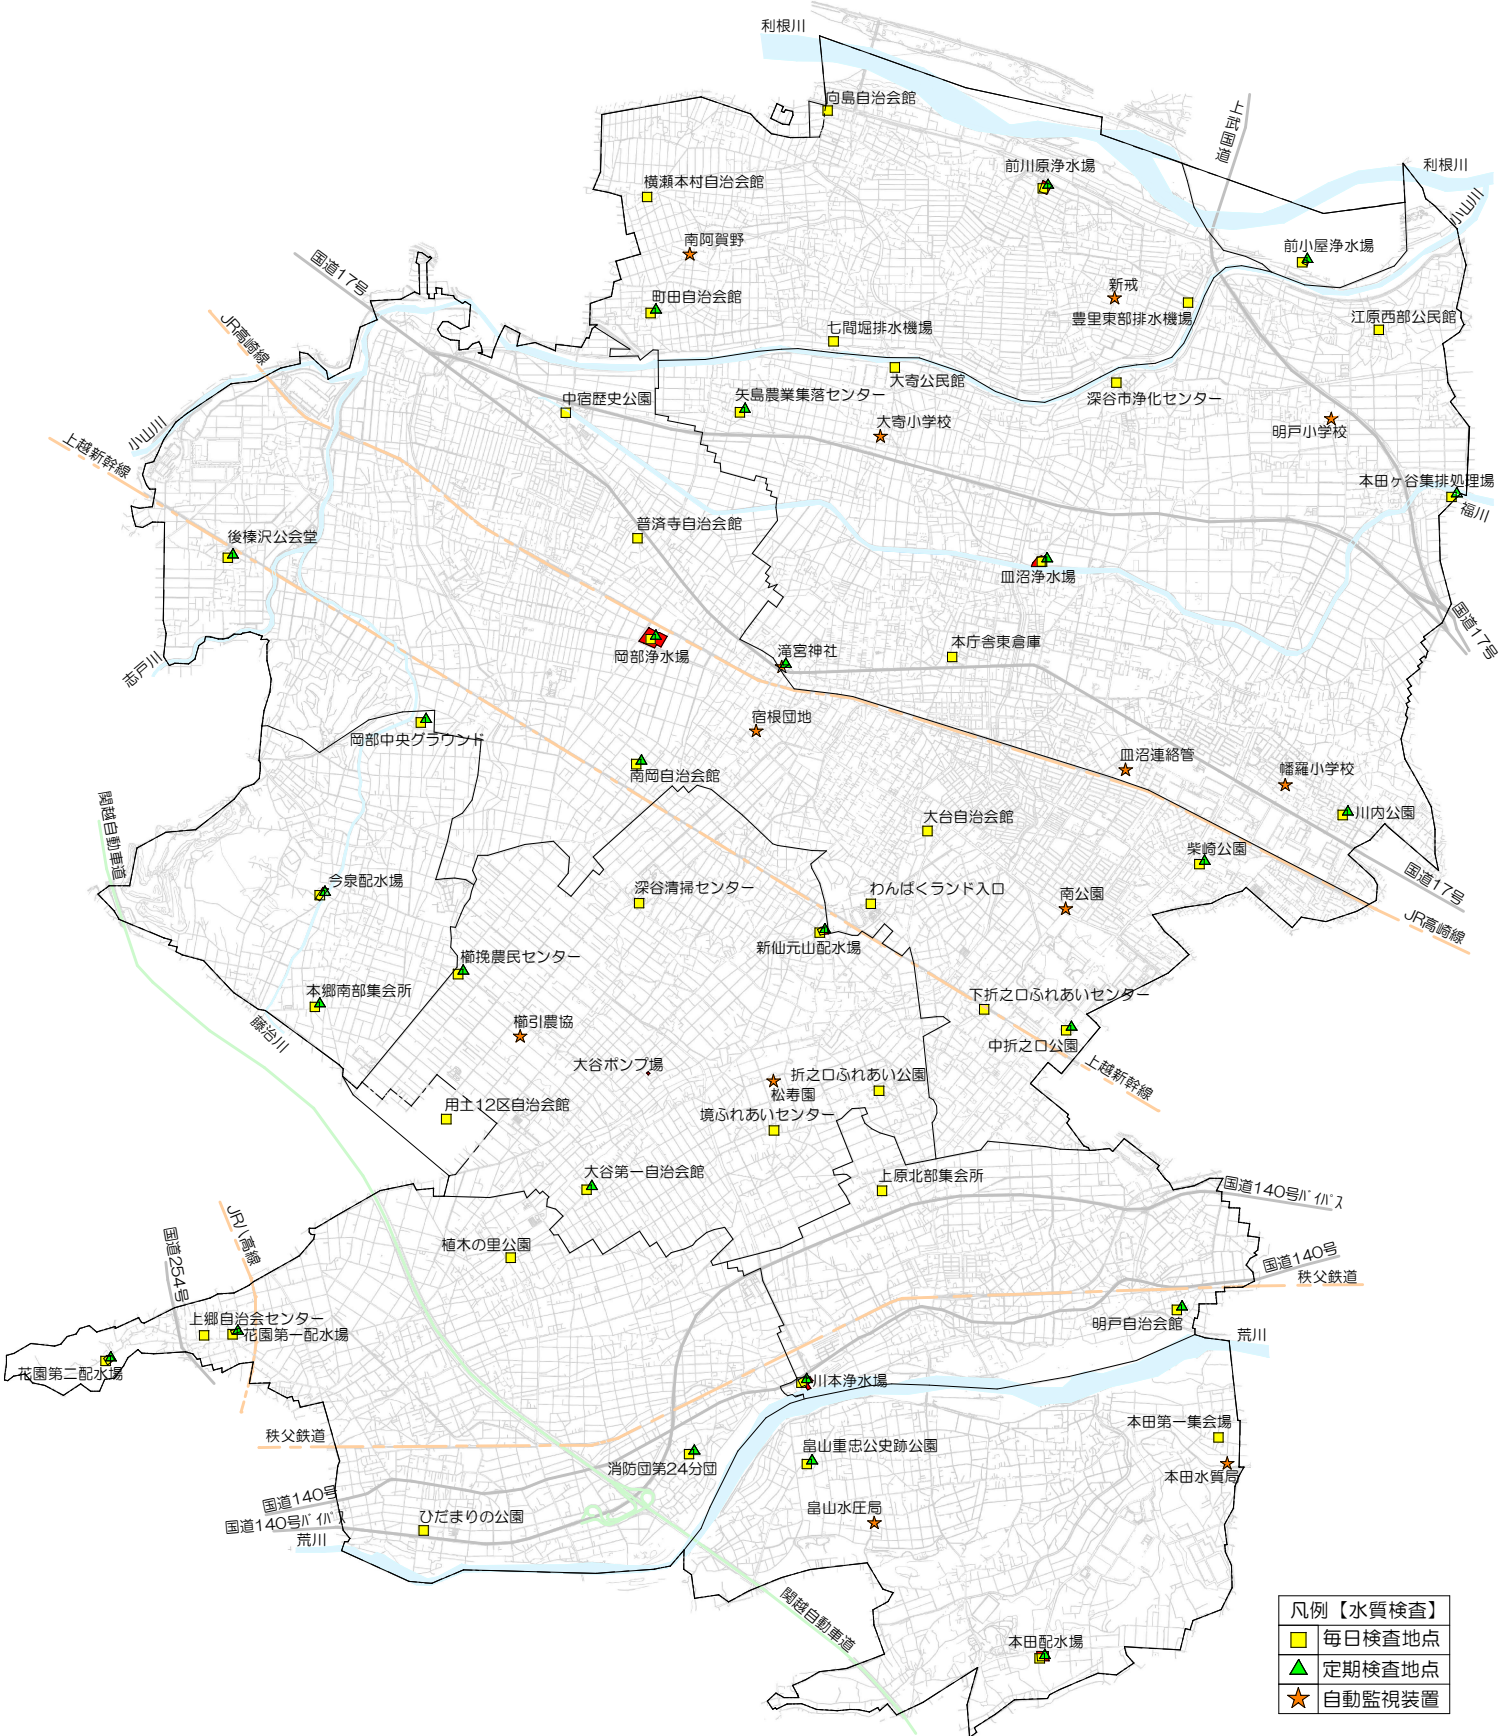 利根川
向島自治会館
上武国道
前川原浄水場
利根川
横瀬本村自治会館
小山川
南阿賀野
前小屋浄水場
国道17号
新戒
町田自治会館
豊里東部排水機場
江原西部公民館
JR高崎線
七間堀排水機場
大寄公民館
矢島農業集落センター
中宿歴史公園
深谷市浄化センター
大寄小学校
明戸小学校
小山川
上越新幹線
本田ヶ谷集排処理場
福川
普済寺自治会館
後榛沢公会堂
皿沼浄水場
国道17号
本庁舎東倉庫
滝宮神社
岡部浄水場
志戸川
宿根団地
岡部中央グラウンド
皿沼連絡管
幡羅小学校
南岡自治会館
川内公園
大台自治会館
関越自動車道
柴崎公園
今泉配水場
深谷清掃センター
わんぱくランド入口
南公園
国道17号
JR高崎線
新仙元山配水場
櫛挽農民センター
本郷南部集会所
下折之口ふれあいセンター
櫛引農協
藤治川
中折之口公園
大谷ポンプ場
折之口ふれあい公園
上越新幹線
松寿園
用土12区自治会館
境ふれあいセンター
大谷第一自治会館
上原北部集会所
国道140号バイパス
JR八高線
植木の里公園
国道254号
国道140号
秩父鉄道
上郷自治会センター
花園第一配水場
明戸自治会館
荒川
花園第二配水場
川本浄水場
本田第一集会場
秩父鉄道
畠山重忠公史跡公園
消防団第24分団
本田水質局
国道140号
畠山水圧局
ひだまりの公園
国道140号バイパス
荒川
関越自動車道
本田配水場
凡例【水質検査】
毎日検査地点
定期検査地点
自動監視装置